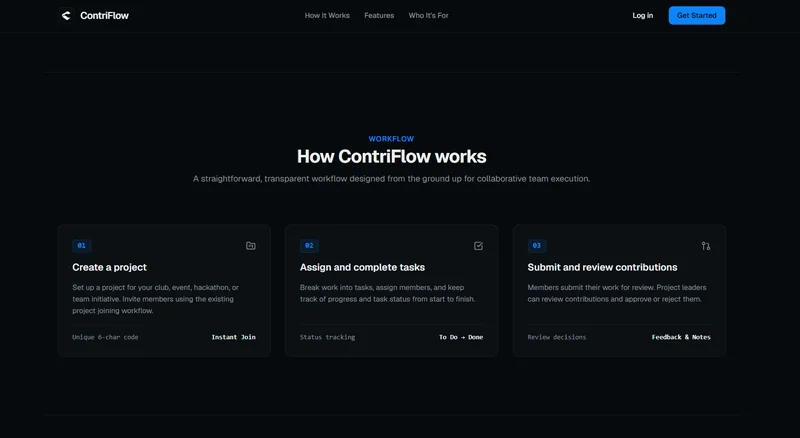 ContriFlow
How It Works
Features
Who It's For
Log in
Get Started
WORKFLOW
How ContriFlow works
A straightforward, transparent workflow designed from the ground up for collaborative team execution.
01
Create a project
Set up a project for your club, event, hackathon, or
team initiative. Invite members using the existing
project joining workflow.
Unique 6-char code
Instant Join
02
Assign and complete tasks
Break work into tasks, assign members, and keep
track of progress and task status from start to finish.
Status tracking
To Do → Done
03
Submit and review contributions
Members submit their work for review. Project leaders
can review contributions and approve or reject them.
Review decisions
Feedback & Notes